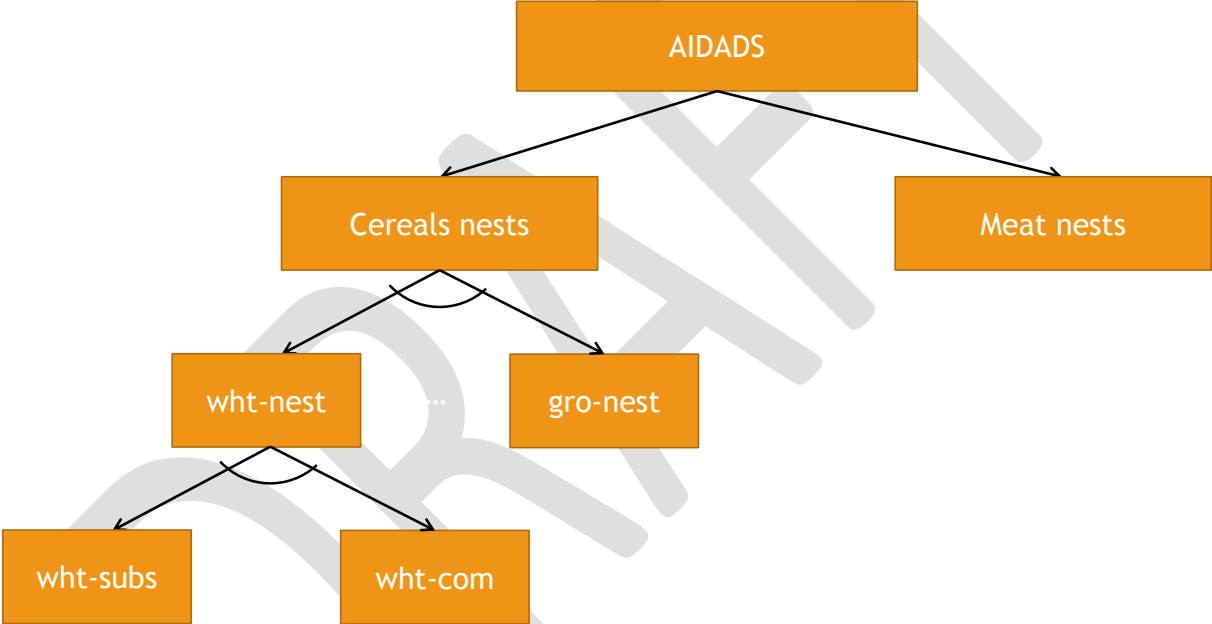 AIDADS
Cereals nests
Meat nests
wht-nest
...
gro-nest
wht-subs
wht-com
DRAFT